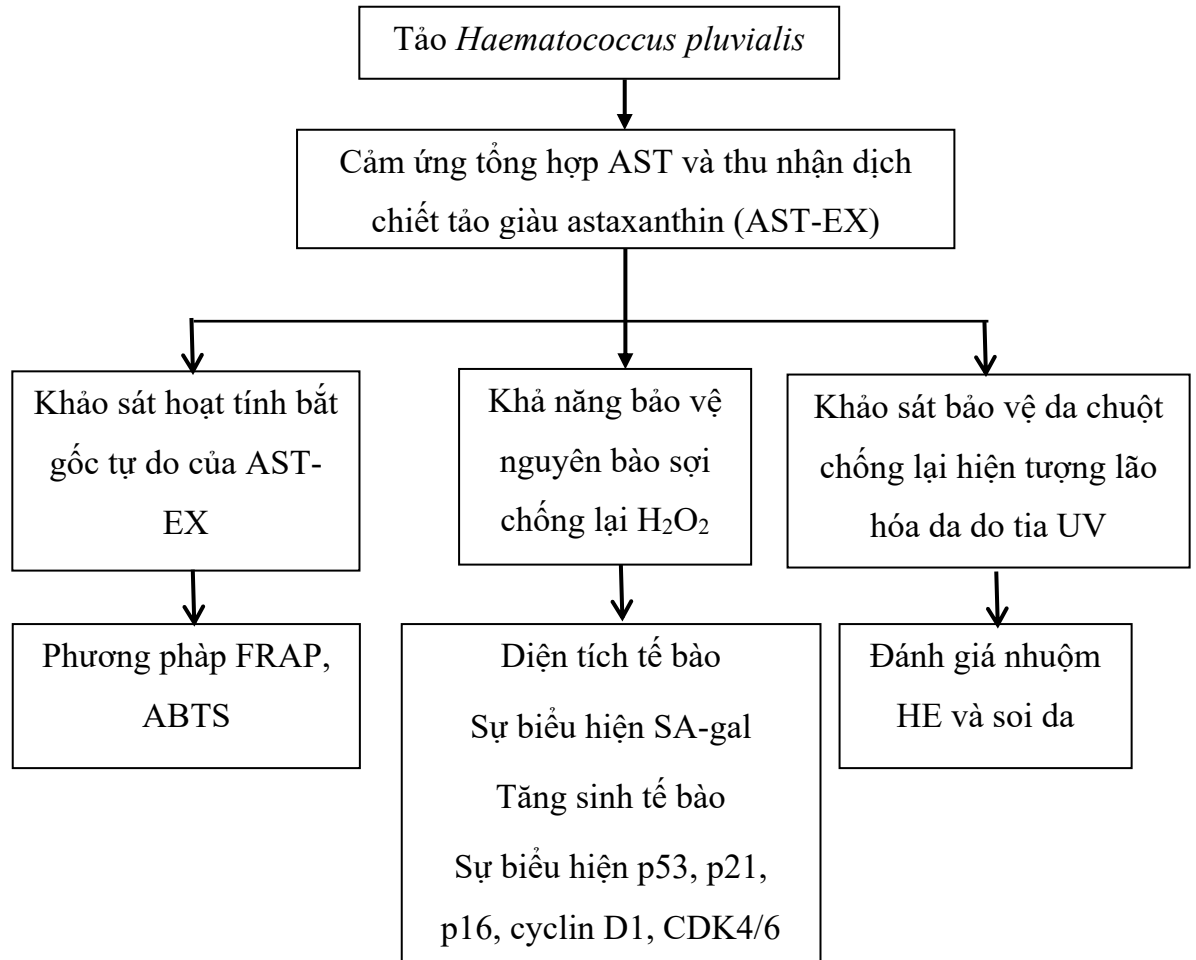 Tảo Haematococcus pluvialis
Cảm ứng tổng hợp AST và thu nhận dịch
chiết tảo giàu astaxanthin (AST-EX)
Khảo sát hoạt tính bắt
gốc tự do của AST-
EX
Khả năng bảo vệ
nguyên bào sợi
chống lại H₂O₂
Khảo sát bảo vệ da chuột
chống lại hiện tượng lão
hóa da do tia UV
Phương phàp FRAP,
ABTS
Diện tích tế bào
Sự biểu hiện SA-gal
Tăng sinh tế bào
Sự biểu hiện p53, p21,
p16, cyclin D1, CDK4/6
Đánh giá nhuộm
HE và soi da